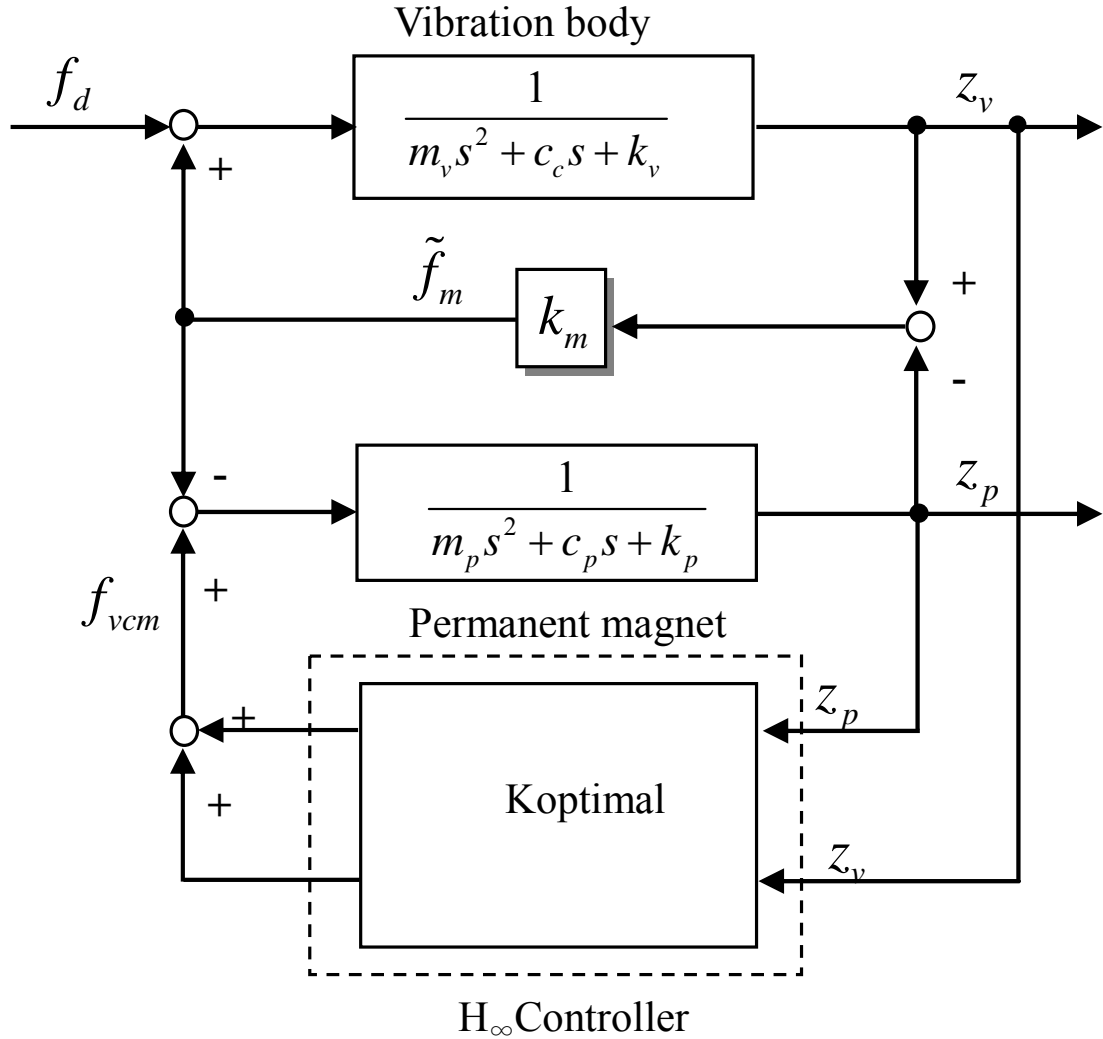 Vibration body
f_d
1
m_v s^2 + c_c s + k_v
z_v
+
f̃_m
k_m
+
-
-
1
m_p s^2 + c_p s + k_p
z_p
f_vcm
+
Permanent magnet
+
z_p
Koptimal
+
z_v
H∞Controller